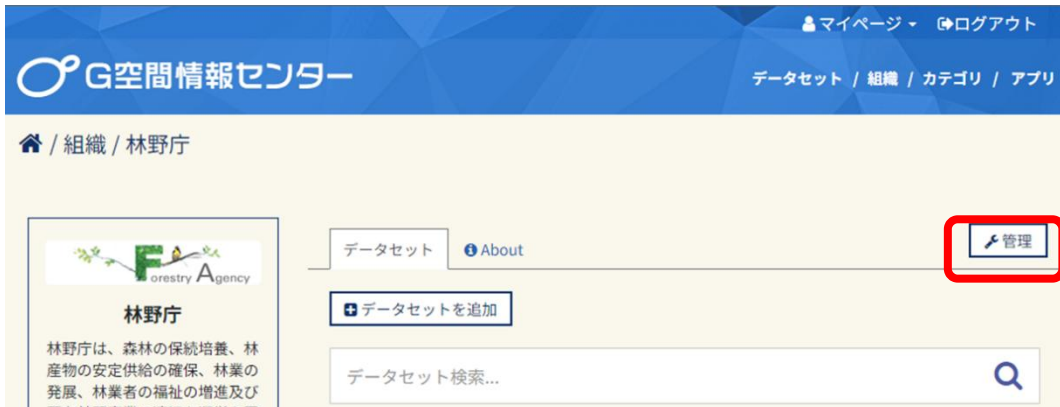 マイページ ログアウト
G空間情報センター
データセット / 組織 / カテゴリ / アプリ
/ 組織 / 林野庁
データセット About
管理
Forestry Agency
データセットを追加
林野庁
林野庁は、森林の保続培養、林
産物の安定供給の確保、林業の
発展、林業者の福祉の増進及び
データセット検索...